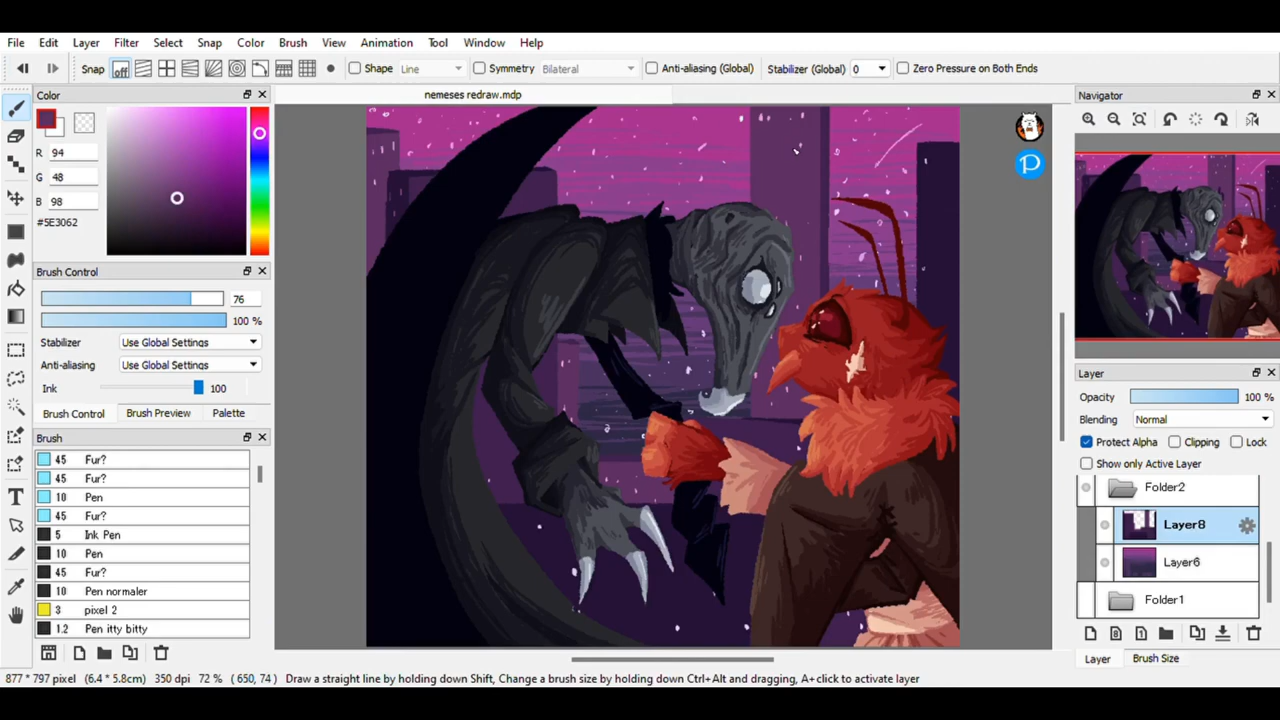 File Edit Layer Filter Select Snap Color Brush View Animation Tool Window Help
Snap off Shape Line Symmetry Bilateral Anti-aliasing (Global) Stabilizer (Global) 0 Zero Pressure on Both Ends
Color
nemeses redraw.mdp
Navigator
R 94
G 48
B 98
#5E3062
P
Brush Control
76
100 %
Stabilizer Use Global Settings
Anti-aliasing Use Global Settings
Ink 100
Brush Control Brush Preview Palette
Brush
45 Fur?
45 Fur?
10 Pen
45 Fur?
5 Ink Pen
10 Pen
45 Fur?
10 Pen normaler
3 pixel 2
1.2 Pen itty bitty
Layer
Opacity 100 %
Blending Normal
Protect Alpha Clipping Lock
Show only Active Layer
Folder2
Layer8
Layer6
Folder1
8 1
Layer Brush Size
877 * 797 pixel (6.4 * 5.8cm) 350 dpi 72 % ( 650, 74 ) Draw a straight line by holding down Shift, Change a brush size by holding down Ctrl+Alt and dragging, A+click to activate layer